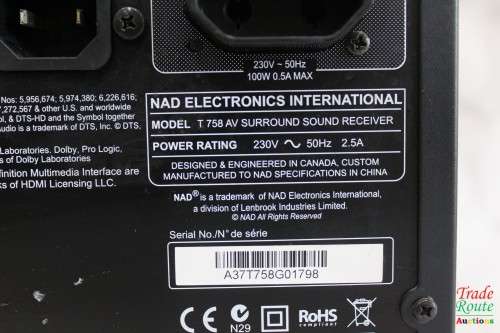 230V ~ 50Hz
100W 0.5A MAX
Nos: 5,956,674; 5,974,380; 6,226,616;
,272,567 & other U.S. and worldwide
ol, & DTS-HD and the Symbol together
Audio is a trademark of DTS, Inc. © DTS.
Laboratories. Dolby, Pro Logic,
of Dolby Laboratories
finition Multimedia Interface are
ks of HDMI Licensing LLC.
NAD ELECTRONICS INTERNATIONAL
MODEL T 758 AV SURROUND SOUND RECEIVER
POWER RATING 230V ~ 50Hz 2.5A
DESIGNED & ENGINEERED IN CANADA, CUSTOM
MANUFACTURED TO NAD SPECIFICATIONS IN CHINA
NAD® is a trademark of NAD Electronics International,
a division of Lenbrook Industries Limited.
© NAD All Rights Reserved
Serial No./N° de série
A37T758G01798
CE
N29
RoHS
compliant
Trade
Route
Auctions